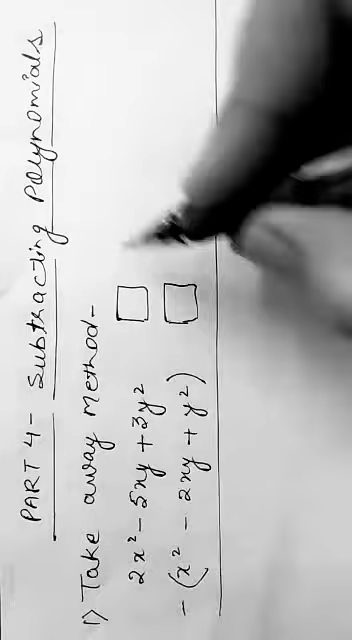 PART 4 - Subtracting Polynomials
1) Take away method -
2x² - 5xy + 3y²
- (x² - 2xy + y²)